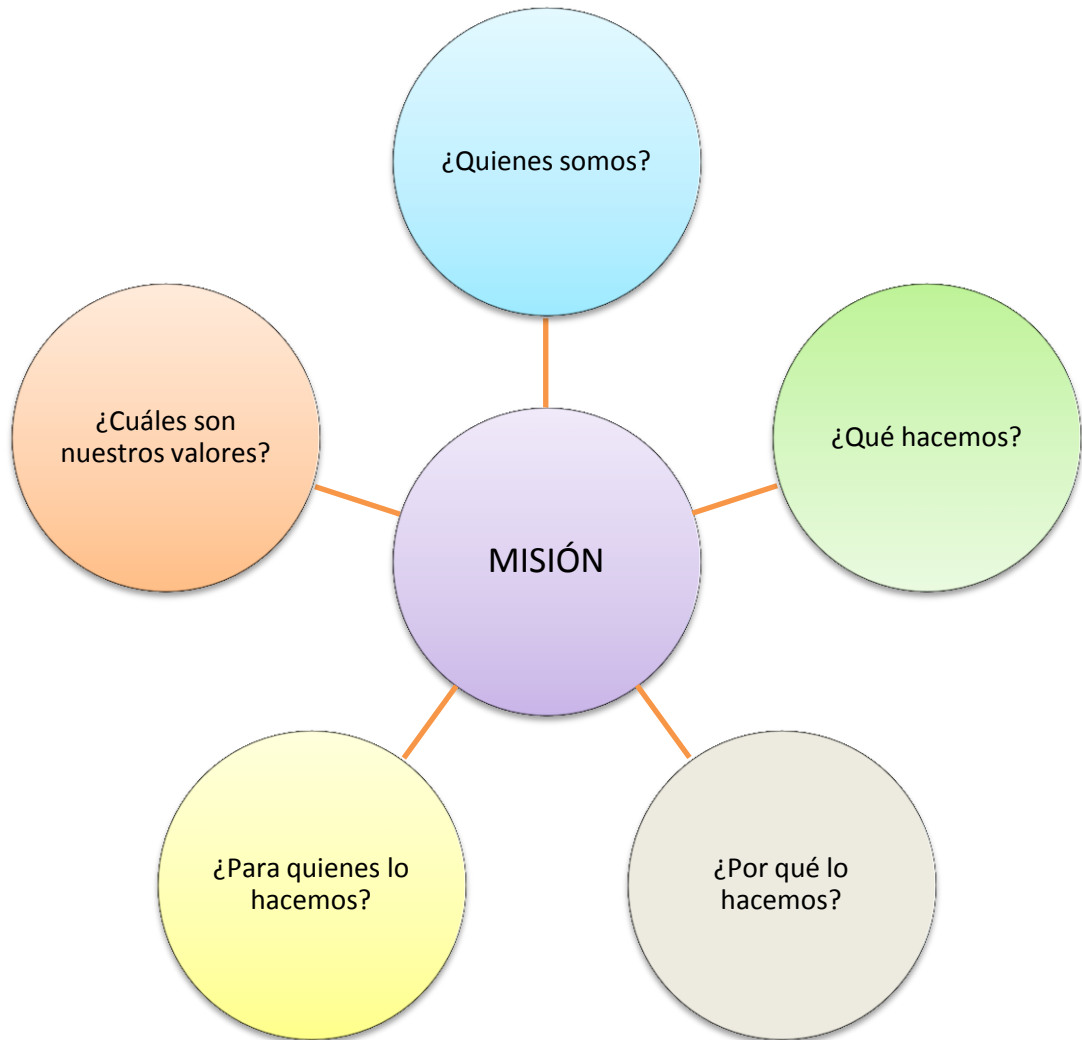 ¿Quienes somos?
¿Cuáles son
nuestros valores?
¿Qué hacemos?
MISIÓN
¿Para quienes lo
hacemos?
¿Por qué lo
hacemos?